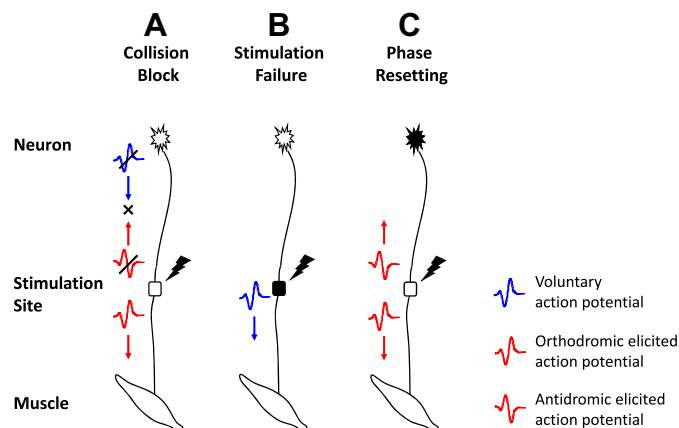 A
B
C
Collision
Block
Stimulation
Failure
Phase
Resetting
Neuron
Stimulation
Site
Muscle
Voluntary
action potential
Orthodromic elicited
action potential
Antidromic elicited
action potential